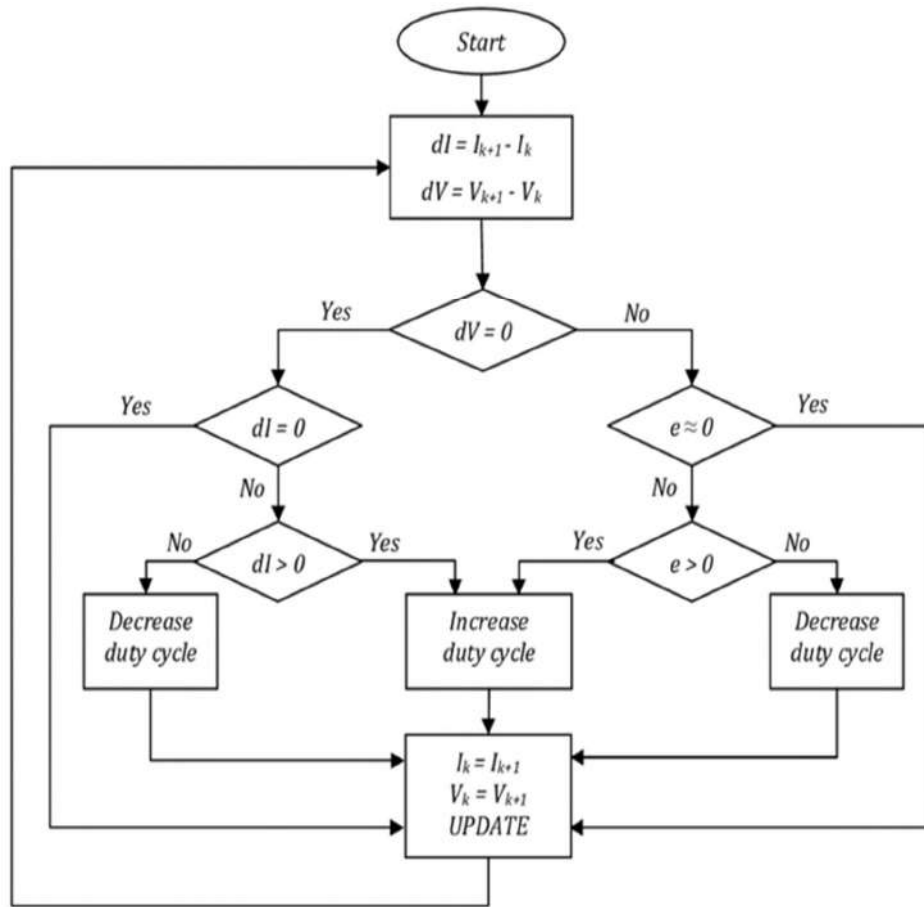 Start
dI = Iₖ₊₁ - Iₖ
dV = Vₖ₊₁ - Vₖ
Yes
dV = 0
No
Yes
dI = 0
e ≈ 0
Yes
No
No
No
dI > 0
Yes
Yes
e > 0
No
Decrease
duty cycle
Increase
duty cycle
Decrease
duty cycle
Iₖ = Iₖ₊₁
Vₖ = Vₖ₊₁
UPDATE